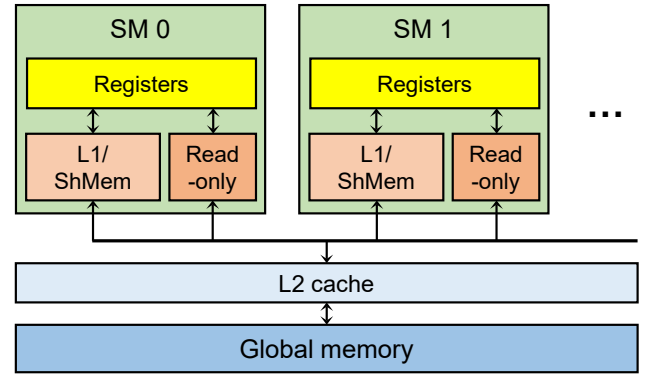 SM 0
Registers
L1/
ShMem
Read
-only
SM 1
Registers
L1/
ShMem
Read
-only
...
L2 cache
Global memory